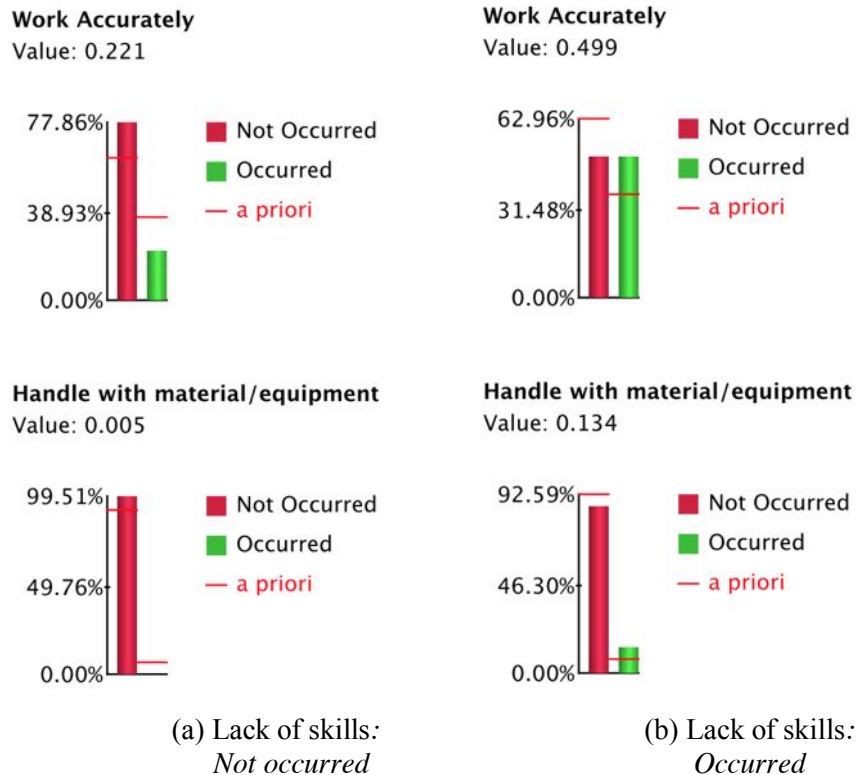 Work Accurately
Value: 0.221
77.86%
38.93%
0.00%
Not Occurred
Occurred
a priori
Work Accurately
Value: 0.499
62.96%
31.48%
0.00%
Not Occurred
Occurred
a priori
Handle with material/equipment
Value: 0.005
99.51%
49.76%
0.00%
Not Occurred
Occurred
a priori
Handle with material/equipment
Value: 0.134
92.59%
46.30%
0.00%
Not Occurred
Occurred
a priori
(a) Lack of skills:
Not occurred
(b) Lack of skills:
Occurred